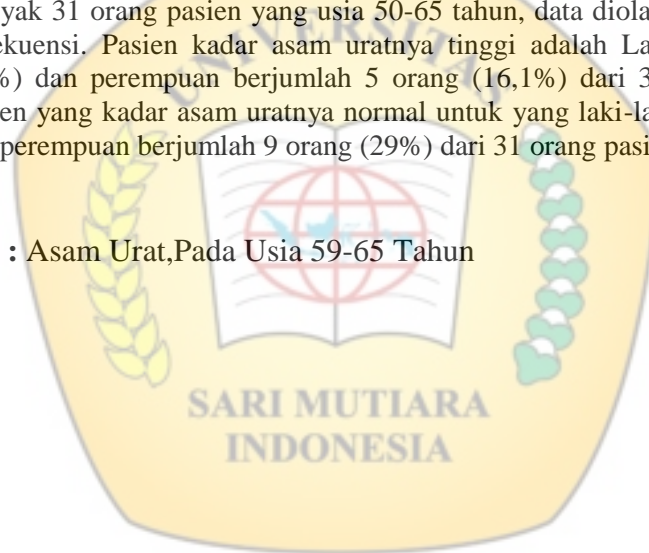 yak 31 orang pasien yang usia 50-65 tahun, data diola
ekuensi. Pasien kadar asam uratnya tinggi adalah La
%) dan perempuan berjumlah 5 orang (16,1%) dari 3
en yang kadar asam uratnya normal untuk yang laki-la
perempuan berjumlah 9 orang (29%) dari 31 orang pasi
: Asam Urat,Pada Usia 59-65 Tahun
UNIVERSITAS
SARI MUTIARA
INDONESIA